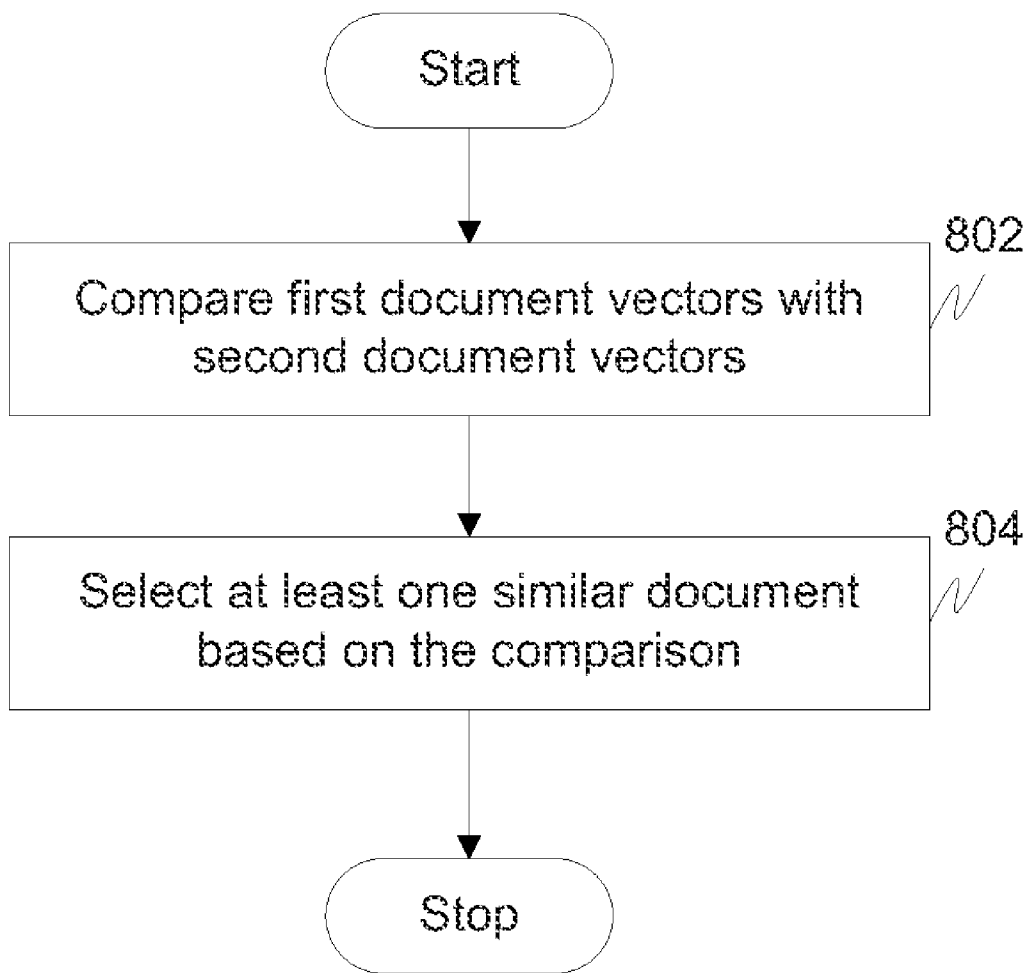 Start
802
Compare first document vectors with
second document vectors
804
Select at least one similar document
based on the comparison
Stop